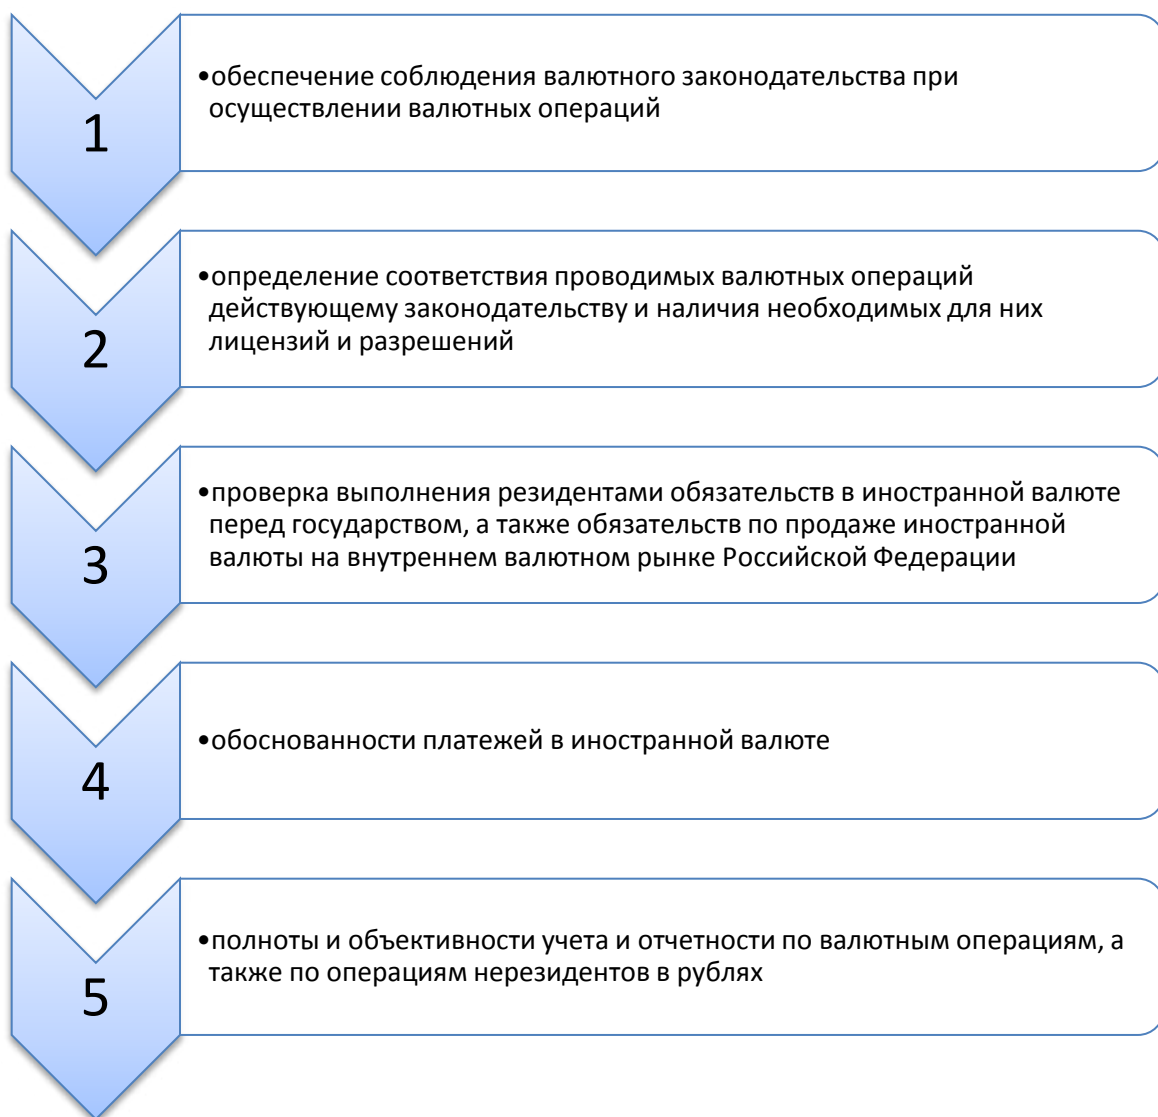 1
•обеспечение соблюдения валютного законодательства при
осуществлении валютных операций
2
•определение соответствия проводимых валютных операций
действующему законодательству и наличия необходимых для них
лицензий и разрешений
3
•проверка выполнения резидентами обязательств в иностранной валюте
перед государством, а также обязательств по продаже иностранной
валюты на внутреннем валютном рынке Российской Федерации
4
•обоснованности платежей в иностранной валюте
5
•полноты и объективности учета и отчетности по валютным операциям, а
также по операциям нерезидентов в рублях